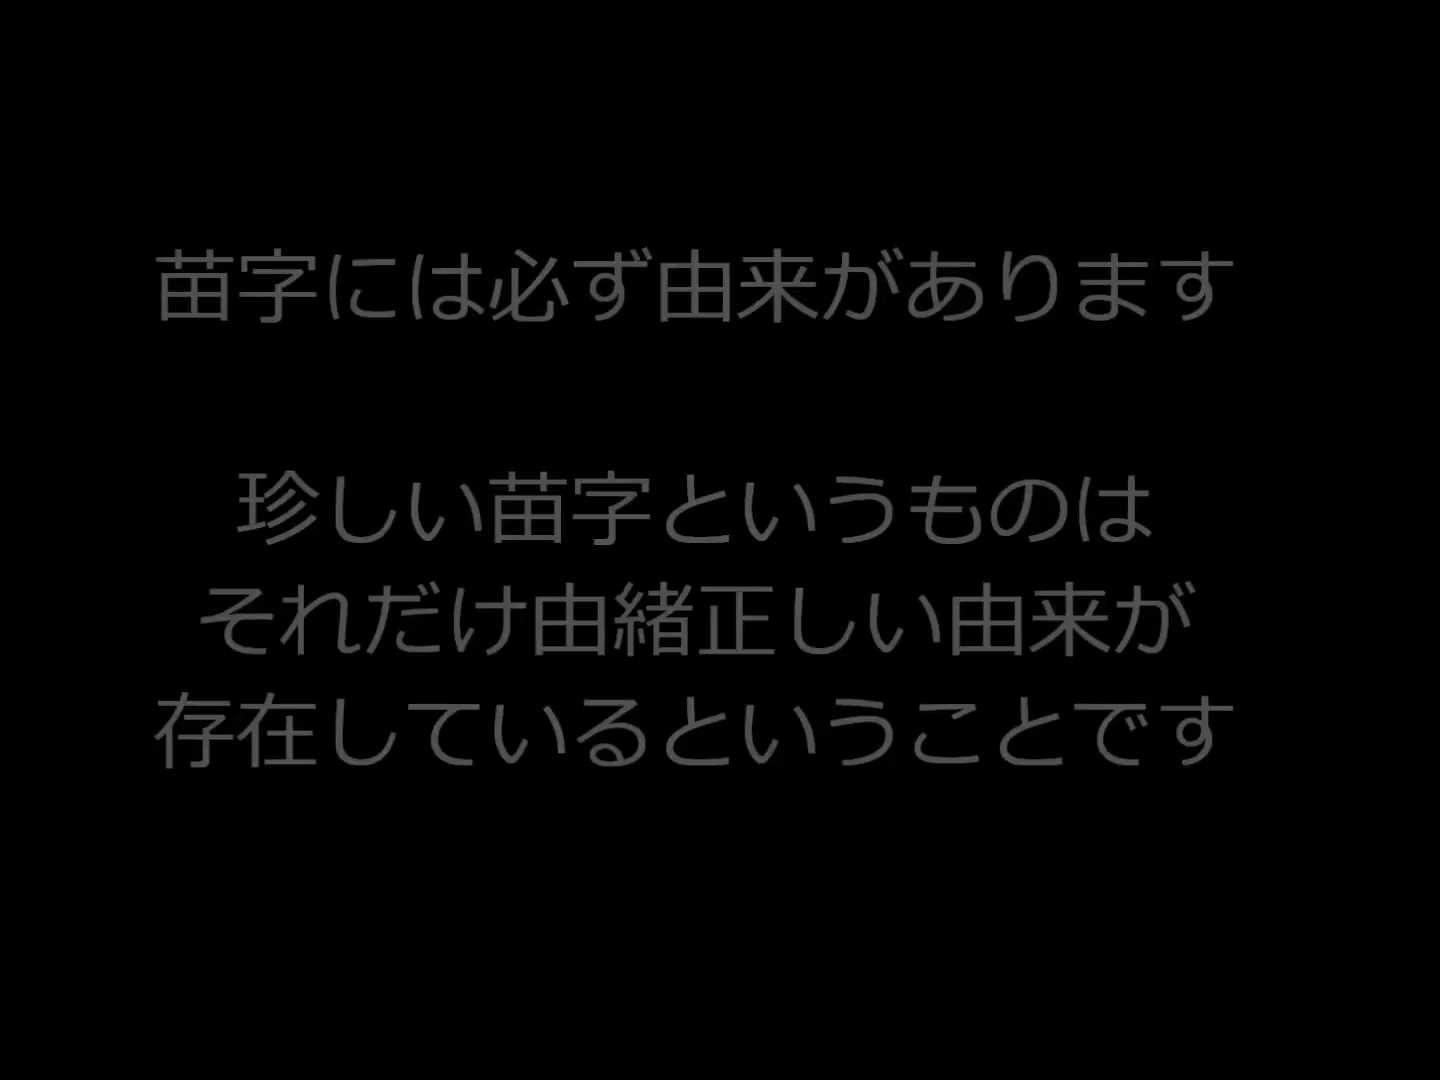 苗字には必ず由来があります
珍しい苗字というものは
それだけ由緒正しい由来が
存在しているということです